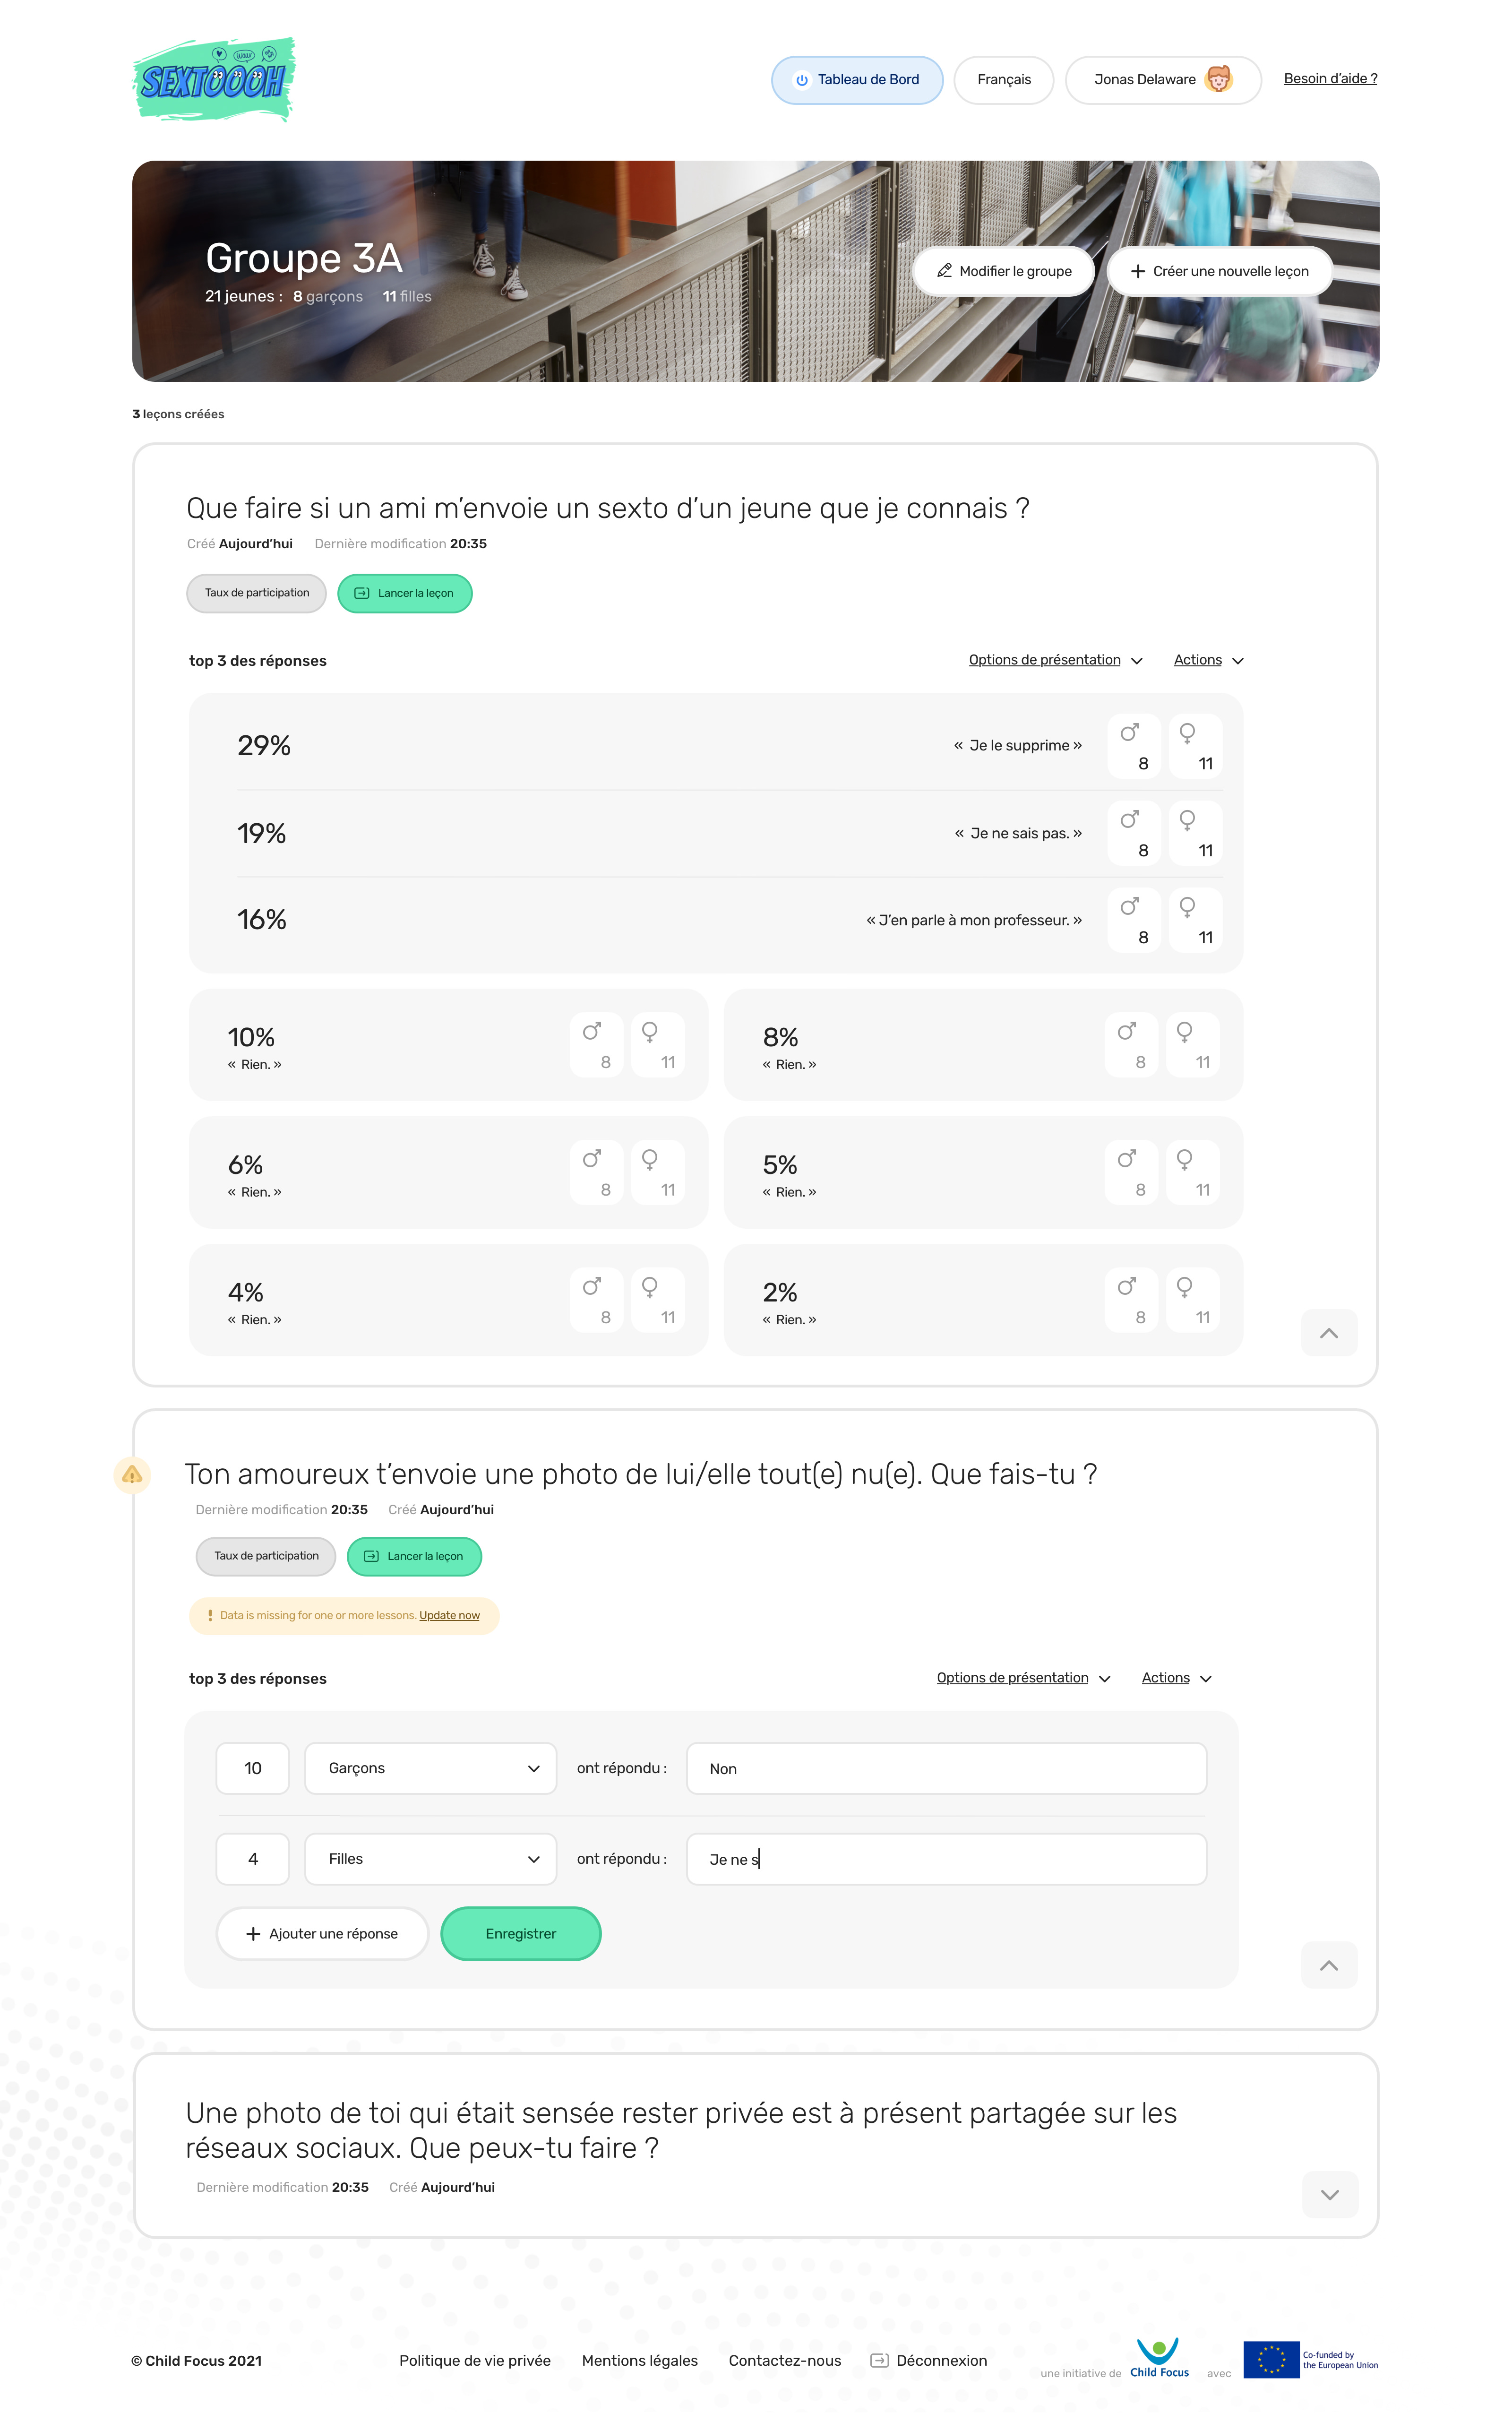 SEXTOOOH
WOW!
Tableau de Bord
Français
Jonas Delaware
Besoin d’aide ?
Groupe 3A
21 jeunes : 8 garçons 11 filles
Modifier le groupe
Créer une nouvelle leçon
3 leçons créées
Que faire si un ami m’envoie un sexto d’un jeune que je connais ?
Créé Aujourd’hui Dernière modification 20:35
Taux de participation
Lancer la leçon
top 3 des réponses
Options de présentation
Actions
29% « Je le supprime » 8 11
19% « Je ne sais pas. » 8 11
16% « J’en parle à mon professeur. » 8 11
10%
« Rien. »
8 11
8%
« Rien. »
8 11
6%
« Rien. »
8 11
5%
« Rien. »
8 11
4%
« Rien. »
8 11
2%
« Rien. »
8 11
Ton amoureux t’envoie une photo de lui/elle tout(e) nu(e). Que fais-tu ?
Dernière modification 20:35 Créé Aujourd’hui
Taux de participation
Lancer la leçon
Data is missing for one or more lessons. Update now
top 3 des réponses
Options de présentation
Actions
10 Garçons ont répondu : Non
4 Filles ont répondu : Je ne s
Ajouter une réponse
Enregistrer
Une photo de toi qui était sensée rester privée est à présent partagée sur les
réseaux sociaux. Que peux-tu faire ?
Dernière modification 20:35 Créé Aujourd’hui
© Child Focus 2021
Politique de vie privée
Mentions légales
Contactez-nous
Déconnexion
une initiative de
Child Focus
avec
Co-funded by
the European Union